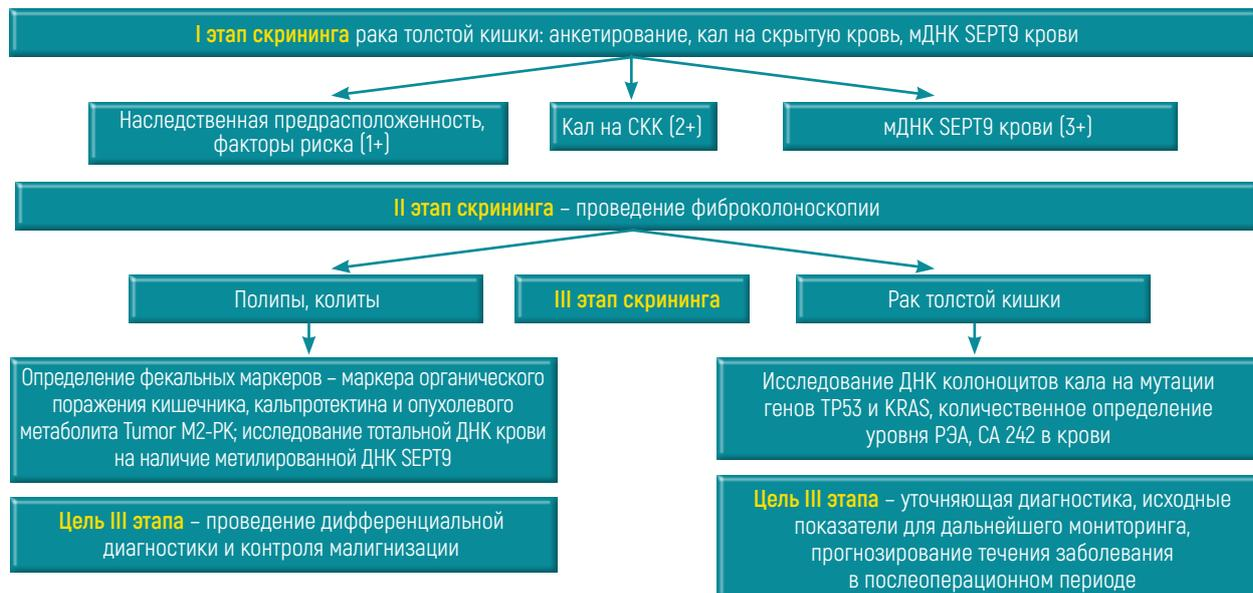 I этап скрининга рака толстой кишки: анкетирование, кал на скрытую кровь, мДНК SEPT9 крови
Наследственная предрасположенность,
факторы риска (1+)
Кал на СКК (2+)
мДНК SEPT9 крови (3+)
II этап скрининга – проведение фиброколоноскопии
Полипы, колиты
III этап скрининга
Рак толстой кишки
Определение фекальных маркеров – маркера органического
поражения кишечника, кальпротектина и опухолевого
метаболита Tumor M2-PK; исследование тотальной ДНК крови
на наличие метилированной ДНК SEPT9
Исследование ДНК колоноцитов кала на мутации
генов TP53 и KRAS, количественное определение
уровня РЭА, СА 242 в крови
Цель III этапа – проведение дифференциальной
диагностики и контроля малигнизации
Цель III этапа – уточняющая диагностика, исходные
показатели для дальнейшего мониторинга,
прогнозирование течения заболевания
в послеоперационном периоде